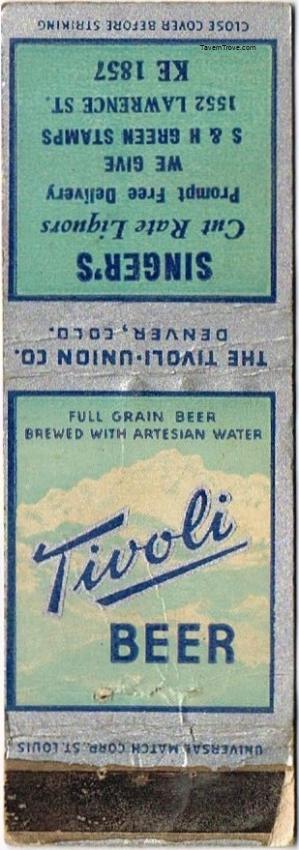 CLOSE COVER BEFORE STRIKING
TavernTrove.com
SINGER'S
Cut Rate Liquors
Prompt Free Delivery
WE GIVE
S & H GREEN STAMPS
1552 LAWRENCE ST.
KE 1857
THE TIVOLI-UNION CO.
DENVER, COLO.
FULL GRAIN BEER
BREWED WITH ARTESIAN WATER
Tivoli
BEER
UNIVERSAL MATCH CORP. ST. LOUIS